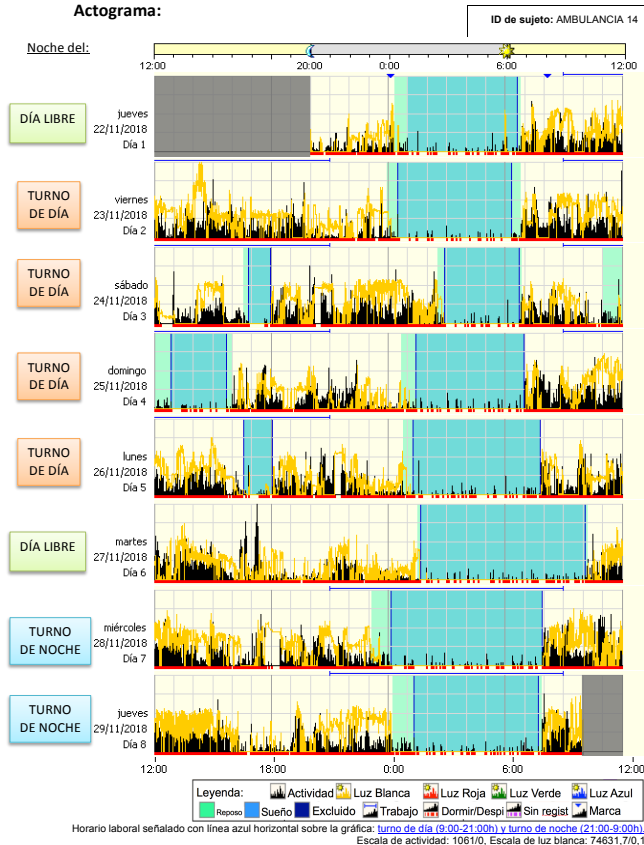 Actograma:
ID de sujeto: AMBULANCIA 14
Noche del:
12:00 20:00 0:00 6:00 12:00
DÍA LIBRE
jueves
22/11/2018
Día 1
TURNO
DE DÍA
viernes
23/11/2018
Día 2
TURNO
DE DÍA
sábado
24/11/2018
Día 3
TURNO
DE DÍA
domingo
25/11/2018
Día 4
TURNO
DE DÍA
lunes
26/11/2018
Día 5
DÍA LIBRE
martes
27/11/2018
Día 6
TURNO
DE NOCHE
miércoles
28/11/2018
Día 7
TURNO
DE NOCHE
jueves
29/11/2018
Día 8
12:00 18:00 0:00 6:00 12:00
Leyenda: Actividad Luz Blanca Luz Roja Luz Verde Luz Azul
Reposo Sueño Excluido Trabajo Dormir/Despi Sin regist Marca
Horario laboral señalado con línea azul horizontal sobre la gráfica: turno de día (9:00-21:00h) y turno de noche (21:00-9:00h).
Escala de actividad: 1061/0, Escala de luz blanca: 74631,7/0,1